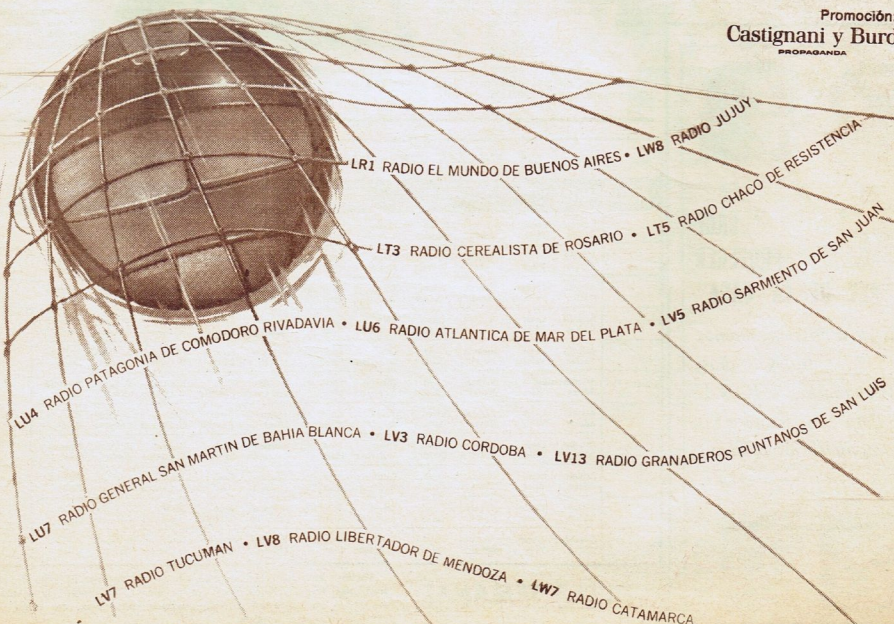 Promoción:
Castignani y Burd
PROPAGANDA
LR1 RADIO EL MUNDO DE BUENOS AIRES • LW8 RADIO JUJUY
LT3 RADIO CEREALISTA DE ROSARIO • LT5 RADIO CHACO DE RESISTENCIA
LU4 RADIO PATAGONIA DE COMODORO RIVADAVIA • LU6 RADIO ATLANTICA DE MAR DEL PLATA • LV5 RADIO SARMIENTO DE SAN JUAN
LU7 RADIO GENERAL SAN MARTIN DE BAHIA BLANCA • LV3 RADIO CORDOBA • LV13 RADIO GRANADEROS PUNTANOS DE SAN LUIS
LV7 RADIO TUCUMAN • LV8 RADIO LIBERTADOR DE MENDOZA • LW7 RADIO CATAMARCA